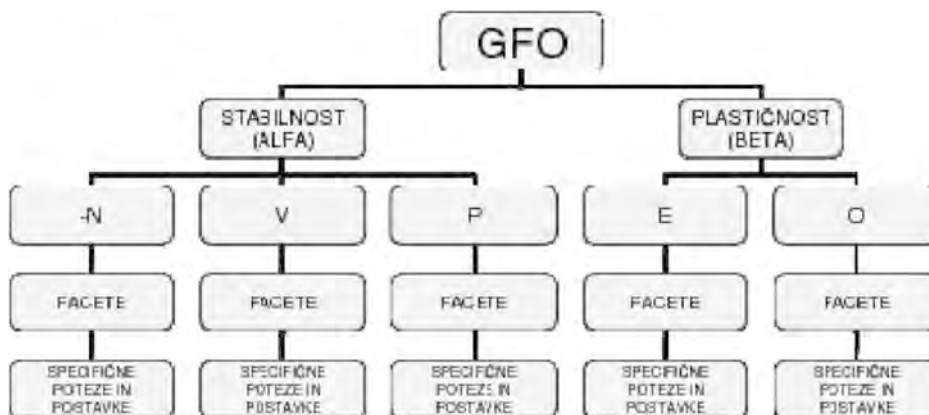 GFO
STABILNOST
(ALFA)
PLASTIČNOST
(BETA)
-N
V
P
E
O
FACETE
FACETE
FACETE
FACETE
FACETE
SPECIFIČNE
POTEZE IN
POSTAVKE
SPECIFIČNE
POTEZE IN
POSTAVKE
SPECIFIČNE
POTEZE IN
POSTAVKE
SPECIFIČNE
POTEZE IN
POSTAVKE
SPECIFIČNE
POTEZE IN
POSTAVKE